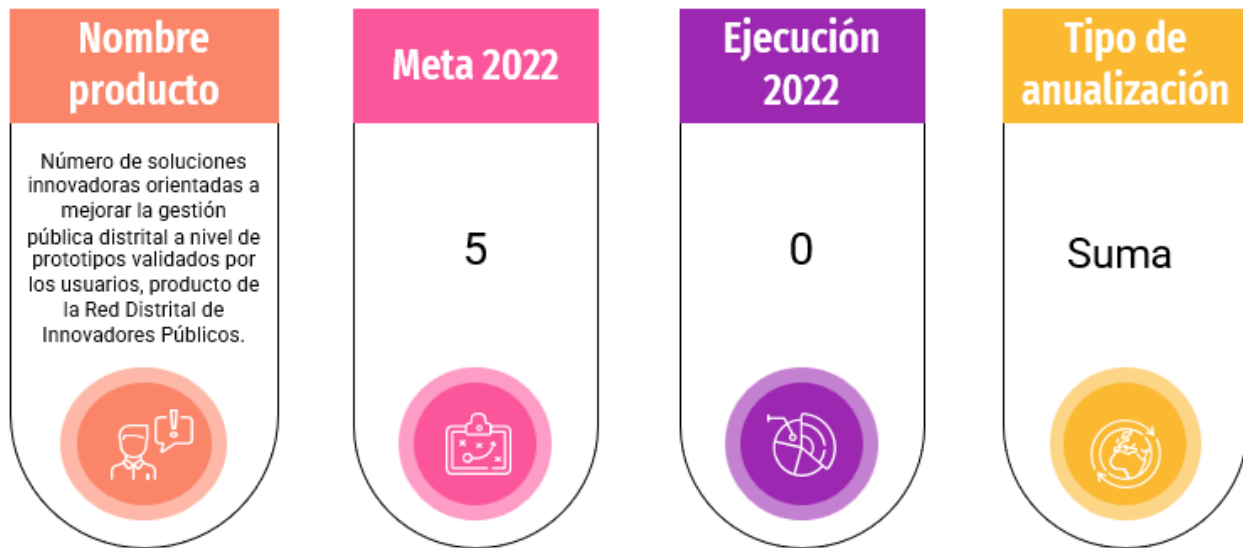 Nombre
producto
Número de soluciones
innovadoras orientadas a
mejorar la gestión
pública distrital a nivel de
prototipos validados por
los usuarios, producto de
la Red Distrital de
Innovadores Públicos.
Meta 2022
5
Ejecución
2022
0
Tipo de
anualización
Suma